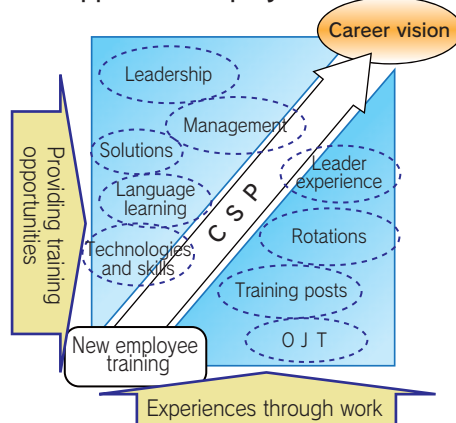 Career vision
Leadership
Management
Solutions
Language
learning
Technologies
and skills
Providing training
opportunities
C S P
Leader
experience
Rotations
Training posts
O J T
New employee
training
Experiences through work